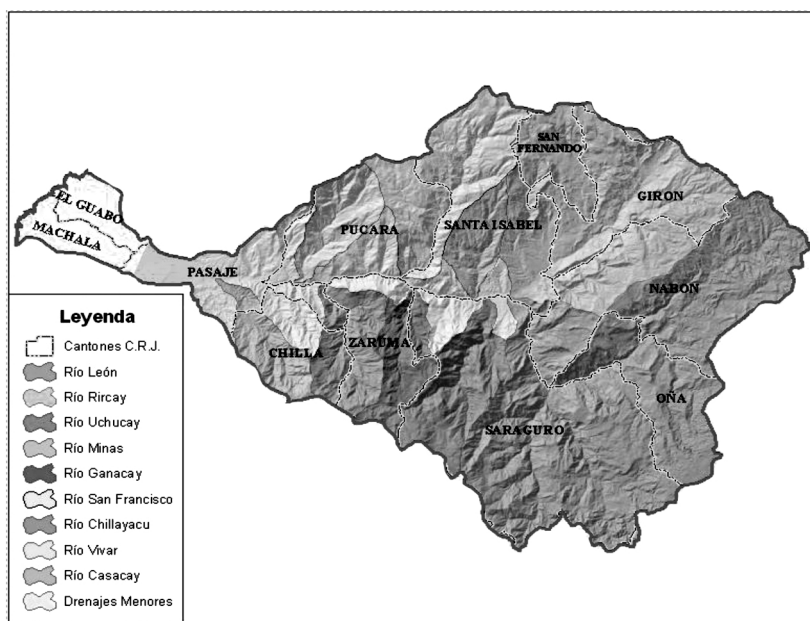 SAN
FERNANDO
GIRON
EL GUABO
MACHALA
PUCARA
SANTA ISABEL
PASAJE
NABON
CHILLA
ZARUMA
OÑA
SARAGURO
Leyenda
Cantones C.R.J.
Río León
Río Rircay
Río Uchucay
Río Minas
Río Ganacay
Río San Francisco
Río Chillayacu
Río Vivar
Río Casacay
Drenajes Menores